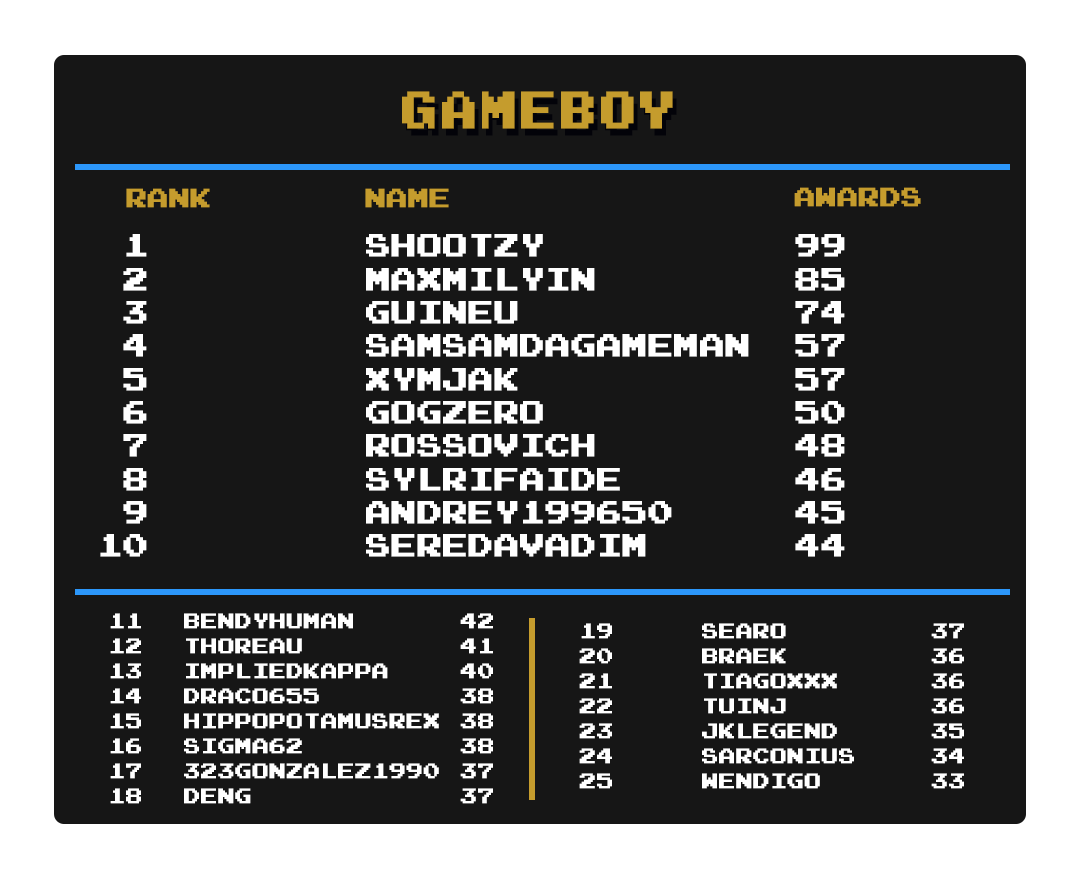 GAMEBOY
RANK NAME AWARDS
1 SHOOTZY 99
2 MAXMILYIN 85
3 GUINEU 74
4 SAMSAMDAGAMEMAN 57
5 XYMJAK 57
6 GOGZERO 50
7 ROSSOVICH 48
8 SYLRIFAIDE 46
9 ANDREY199650 45
10 SEREDAVADIM 44
11 BENDYHUMAN 42
12 THOREAU 41
13 IMPLIEDKAPPA 40
14 DRACO655 38
15 HIPPOPOTAMUSREX 38
16 SIGMA62 38
17 323GONZALEZ1990 37
18 DENG 37
19 SEARO 37
20 BRAEK 36
21 TIAGOXXX 36
22 TUINJ 36
23 JKLEGEND 35
24 SARCONIUS 34
25 WENDIGO 33